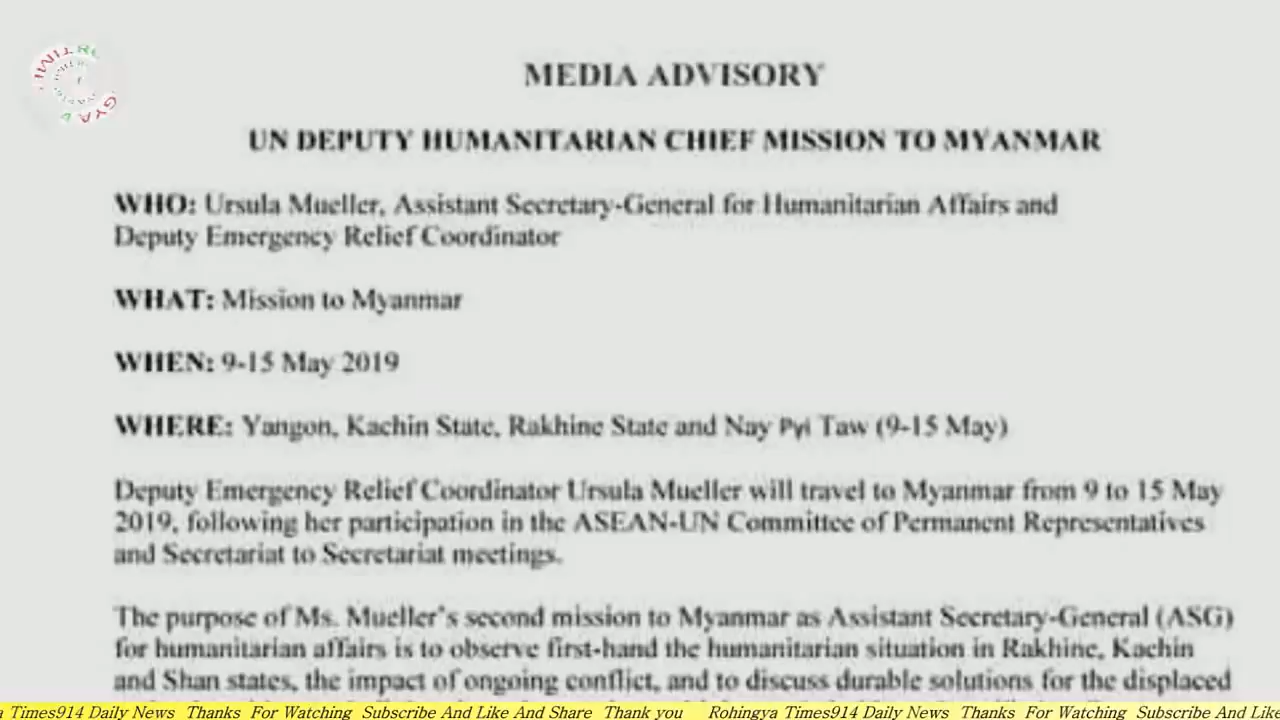 MEDIA ADVISORY
UN DEPUTY HUMANITARIAN CHIEF MISSION TO MYANMAR
WHO: Ursula Mueller, Assistant Secretary-General for Humanitarian Affairs and
Deputy Emergency Relief Coordinator
WHAT: Mission to Myanmar
WHEN: 9-15 May 2019
WHERE: Yangon, Kachin State, Rakhine State and Nay Pyi Taw (9-15 May)
Deputy Emergency Relief Coordinator Ursula Mueller will travel to Myanmar from 9 to 15 May
2019, following her participation in the ASEAN-UN Committee of Permanent Representatives
and Secretariat to Secretariat meetings.
The purpose of Ms. Mueller's second mission to Myanmar as Assistant Secretary-General (ASG)
for humanitarian affairs is to observe first-hand the humanitarian situation in Rakhine, Kachin
and Shan states, the impact of ongoing conflict, and to discuss durable solutions for the displaced
a Times914 Daily News Thanks For Watching Subscribe And Like And Share Thank you Rohingya Times914 Daily News Thanks For Watching Subscribe And Like